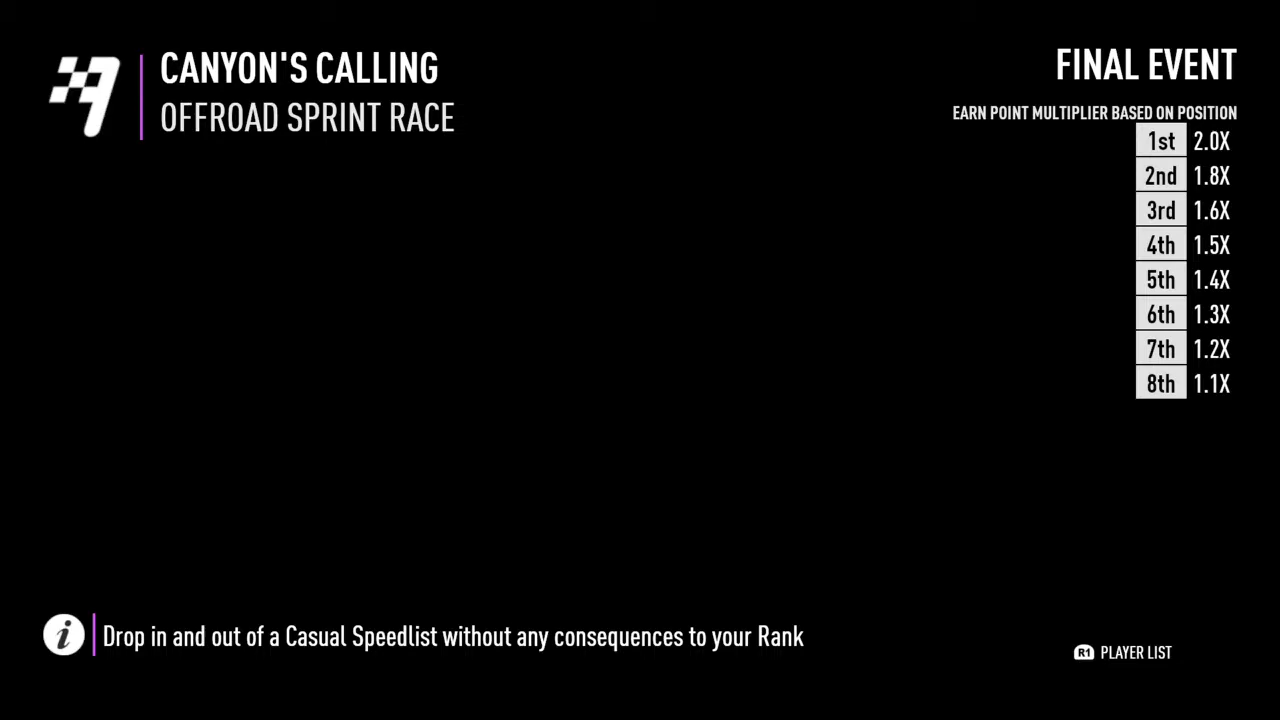 CANYON'S CALLING
OFFROAD SPRINT RACE
FINAL EVENT
EARN POINT MULTIPLIER BASED ON POSITION
1st 2.0X
2nd 1.8X
3rd 1.6X
4th 1.5X
5th 1.4X
6th 1.3X
7th 1.2X
8th 1.1X
i Drop in and out of a Casual Speedlist without any consequences to your Rank
R1 PLAYER LIST